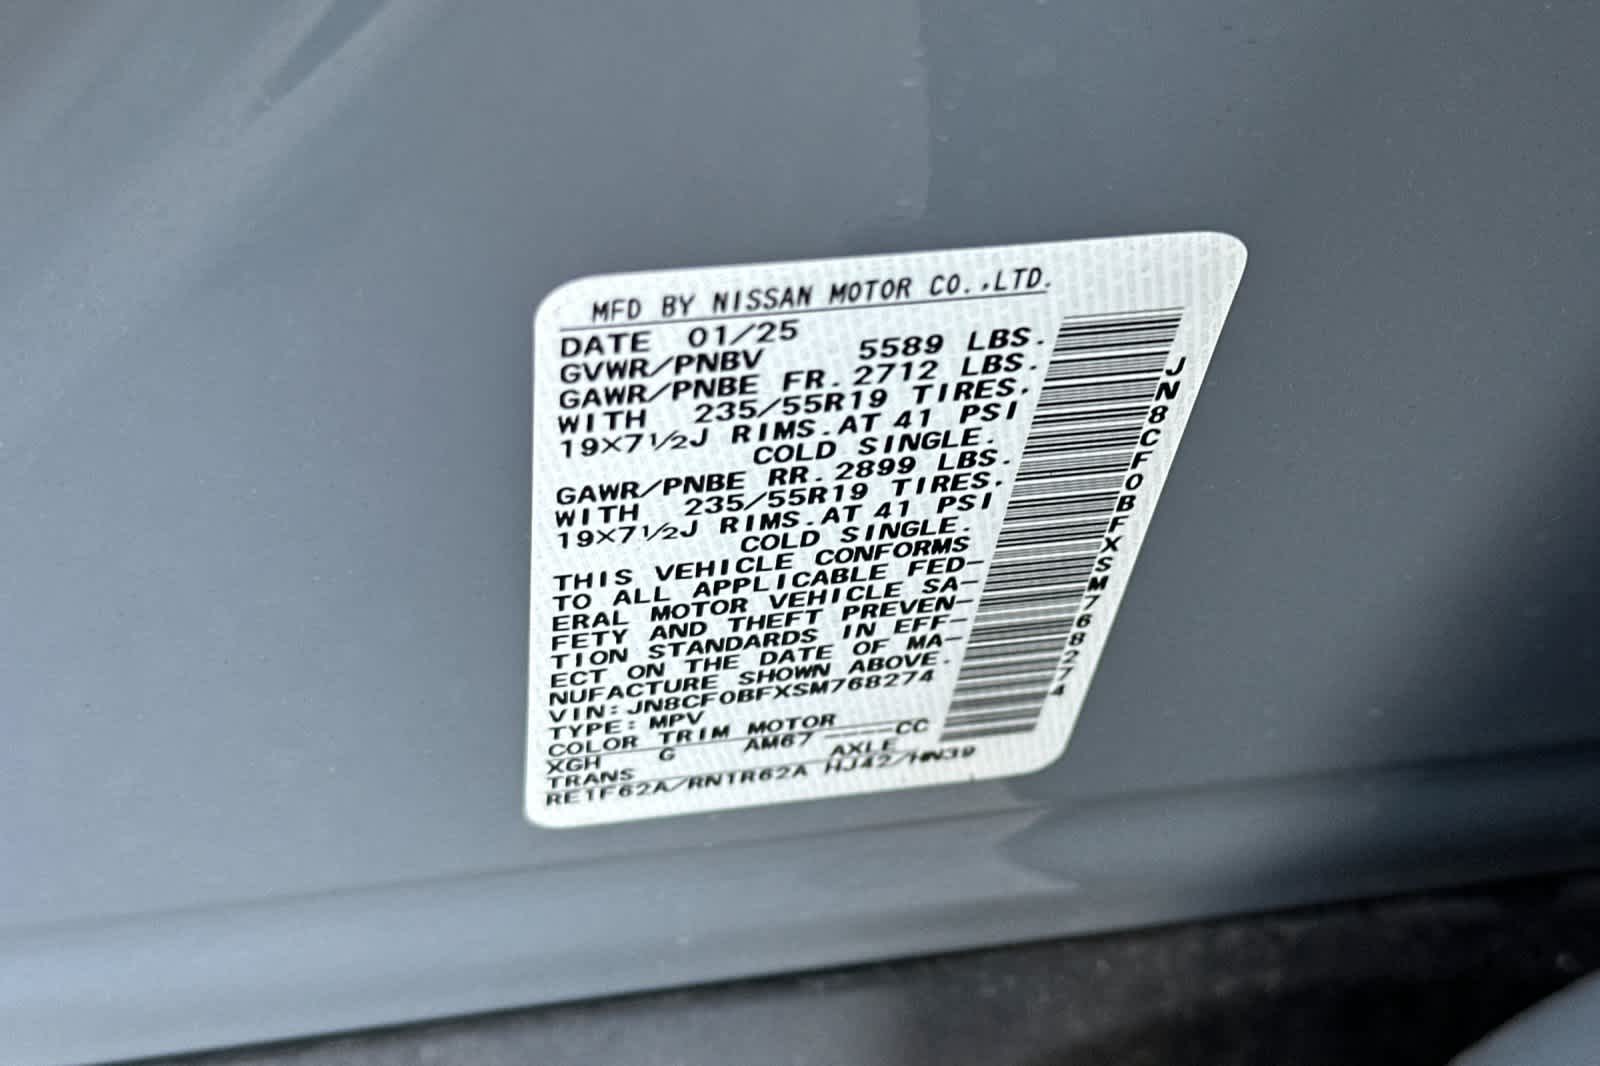 MFD BY NISSAN MOTOR CO.,LTD.
DATE 01/25
GVWR/PNBV 5589 LBS.
GAWR/PNBE FR. 2712 LBS.
WITH 235/55R19 TIRES.
19X7½J RIMS.AT 41 PSI
COLD SINGLE.
GAWR/PNBE RR. 2899 LBS.
WITH 235/55R19 TIRES.
19X7½J RIMS.AT 41 PSI
COLD SINGLE.
THIS VEHICLE CONFORMS
TO ALL APPLICABLE FED-
ERAL MOTOR VEHICLE SA-
FETY AND THEFT PREVEN-
TION STANDARDS IN EFF-
ECT ON THE DATE OF MA-
NUFACTURE SHOWN ABOVE.
VIN:JN8CF0BFXSM768274
TYPE: MPV
COLOR TRIM MOTOR ----CC
XGH G AM67
TRANS AXLE
RE1F62A/RN1R62A HJ42/HN39
JN8CF0BFXSM768274